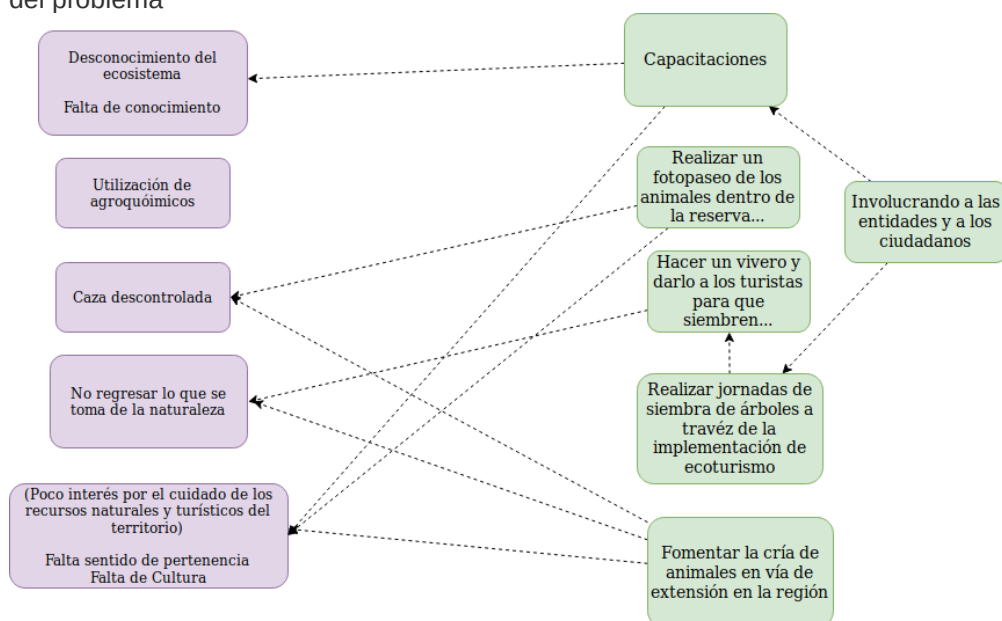 del problema
Desconocimiento del
ecosistema
Falta de conocimiento
Utilización de
agroquóimicos
Caza descontrolada
No regresar lo que se
toma de la naturaleza
(Poco interés por el cuidado de los
recursos naturales y turísticos del
territorio)
Falta sentido de pertenencia
Falta de Cultura
Capacitaciones
Realizar un
fotopaseo de los
animales dentro de
la reserva...
Hacer un vivero y
darlo a los turistas
para que
siembren...
Realizar jornadas de
siembra de árboles a
travéz de la
implementación de
ecoturismo
Fomentar la cría de
animales en vía de
extensión en la región
Involucrando a las
entidades y a los
ciudadanos